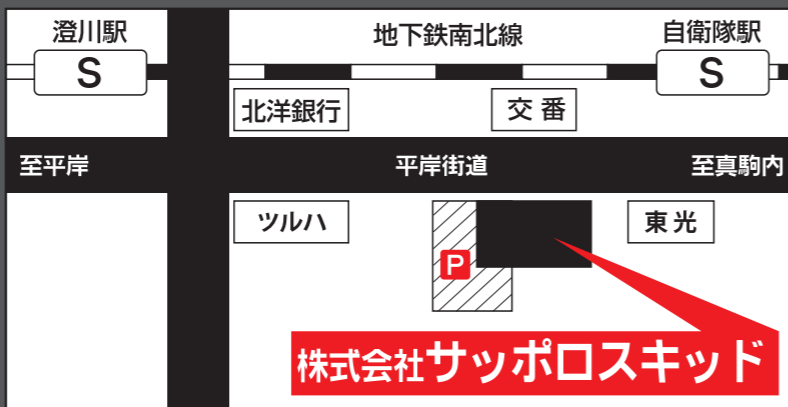 澄川駅
地下鉄南北線
自衛隊駅
S
S
北洋銀行
交番
至平岸
平岸街道
至真駒内
ツルハ
東光
P
株式会社サッポロスキッド